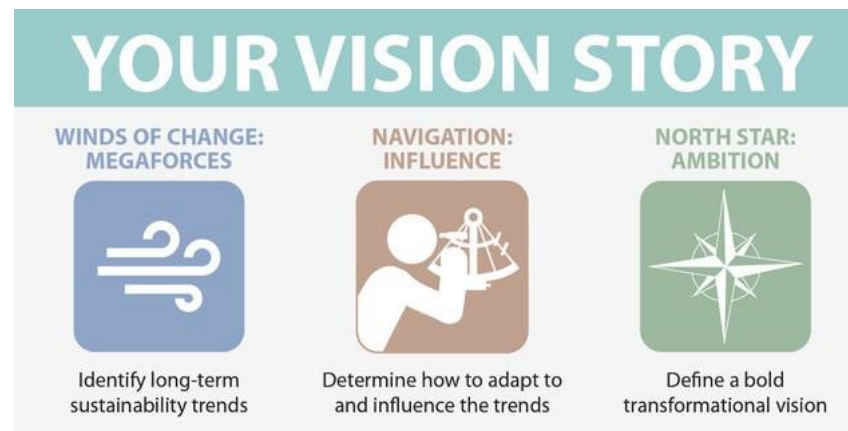 YOUR VISION STORY
WINDS OF CHANGE:
MEGAFORCES
Identify long-term
sustainability trends
NAVIGATION:
INFLUENCE
Determine how to adapt to
and influence the trends
NORTH STAR:
AMBITION
Define a bold
transformational vision